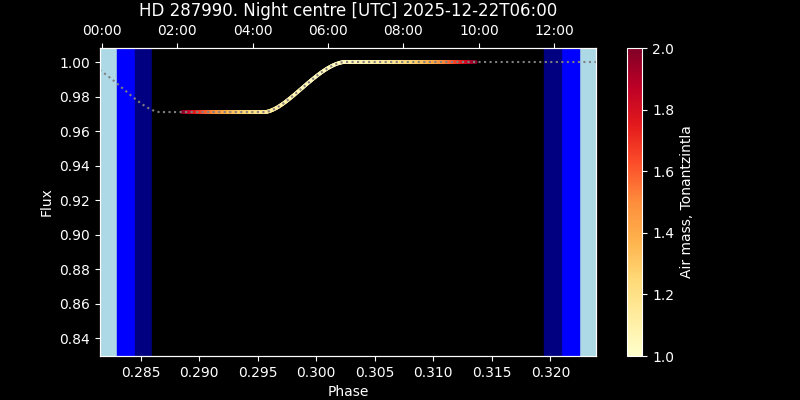 HD 287990. Night centre [UTC] 2025-12-22T06:00
00:00 02:00 04:00 06:00 08:00 10:00 12:00
1.00
0.98
0.96
0.94
0.92
0.90
0.88
0.86
0.84
Flux
0.285 0.290 0.295 0.300 0.305 0.310 0.315 0.320
Phase
2.0
1.8
1.6
1.4
1.2
1.0
Air mass, Tonantzintla